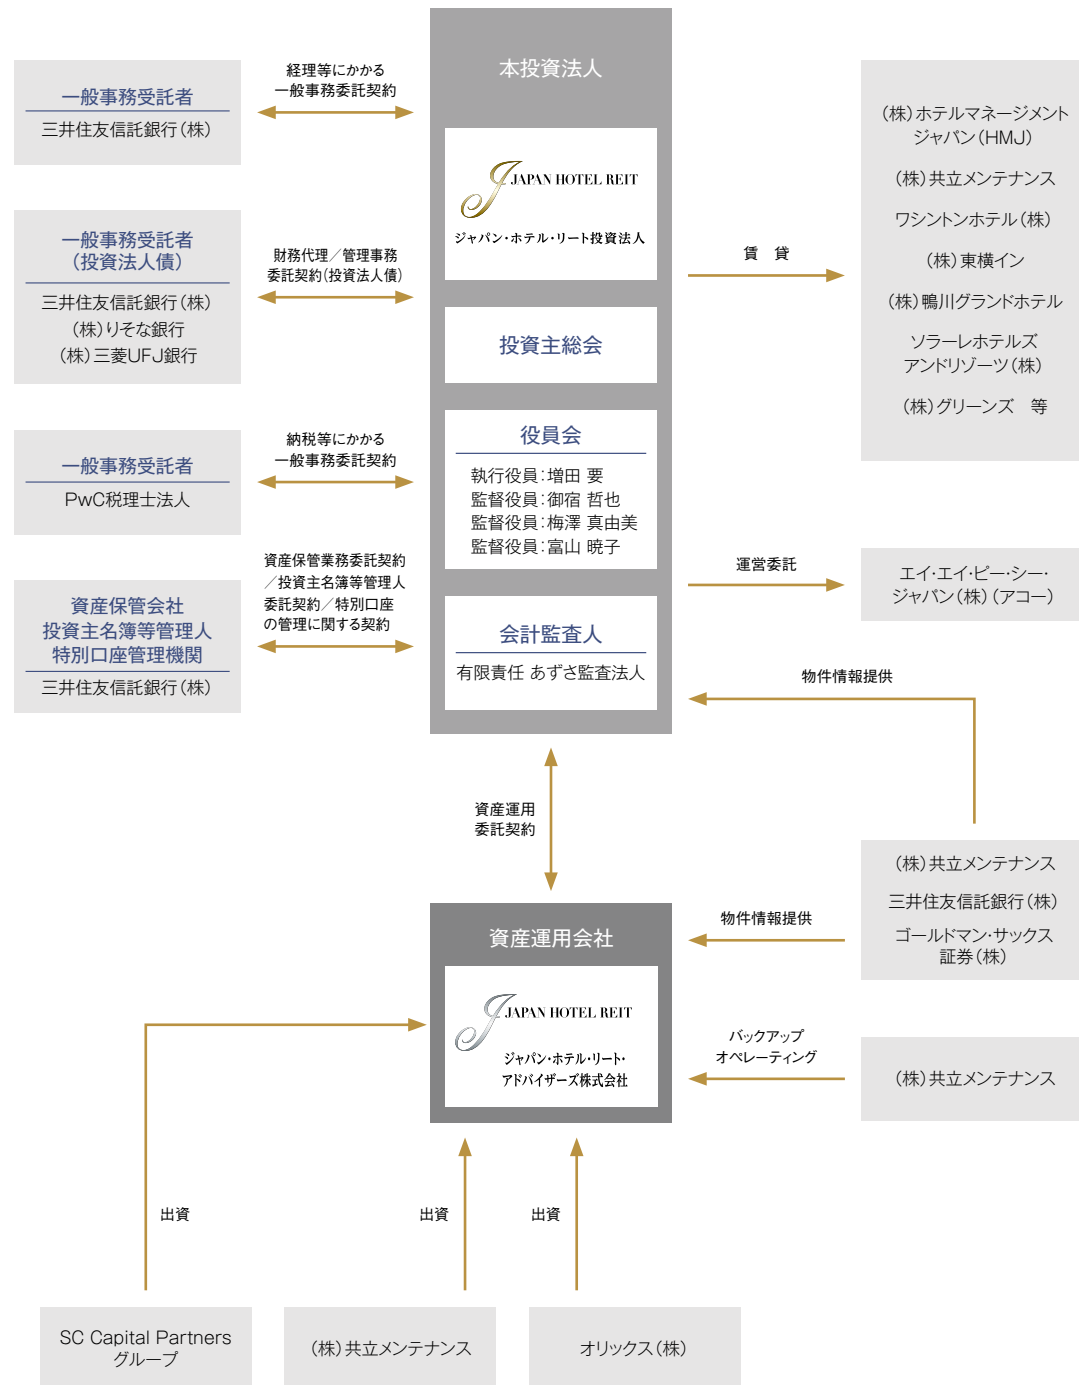 本投資法人
JAPAN HOTEL REIT
ジャパン・ホテル・リート投資法人
投資主総会
役員会
執行役員：増田 要
監督役員：御宿 哲也
監督役員：梅澤 真由美
監督役員：富山 暁子
会計監査人
有限責任 あずさ監査法人
一般事務受託者
三井住友信託銀行（株）
経理等にかかる
一般事務委託契約
一般事務受託者
（投資法人債）
三井住友信託銀行（株）
（株）りそな銀行
（株）三菱UFJ銀行
財務代理／管理事務
委託契約（投資法人債）
一般事務受託者
PwC税理士法人
納税等にかかる
一般事務委託契約
資産保管会社
投資主名簿等管理人
特別口座管理機関
三井住友信託銀行（株）
資産保管業務委託契約
／投資主名簿等管理人
委託契約／特別口座
の管理に関する契約
賃　貸
（株）ホテルマネージメント
ジャパン（HMJ）
（株）共立メンテナンス
ワシントンホテル（株）
（株）東横イン
（株）鴨川グランドホテル
ソラーレホテルズ
アンドリゾーツ（株）
（株）グリーンズ　等
運営委託
エイ・エイ・ピー・シー・
ジャパン（株）（アコー）
物件情報提供
資産運用
委託契約
（株）共立メンテナンス
三井住友信託銀行（株）
ゴールドマン・サックス
証券（株）
物件情報提供
資産運用会社
JAPAN HOTEL REIT
ジャパン・ホテル・リート・
アドバイザーズ株式会社
バックアップ
オペレーティング
（株）共立メンテナンス
出資
出資
出資
SC Capital Partners
グループ
（株）共立メンテナンス
オリックス（株）